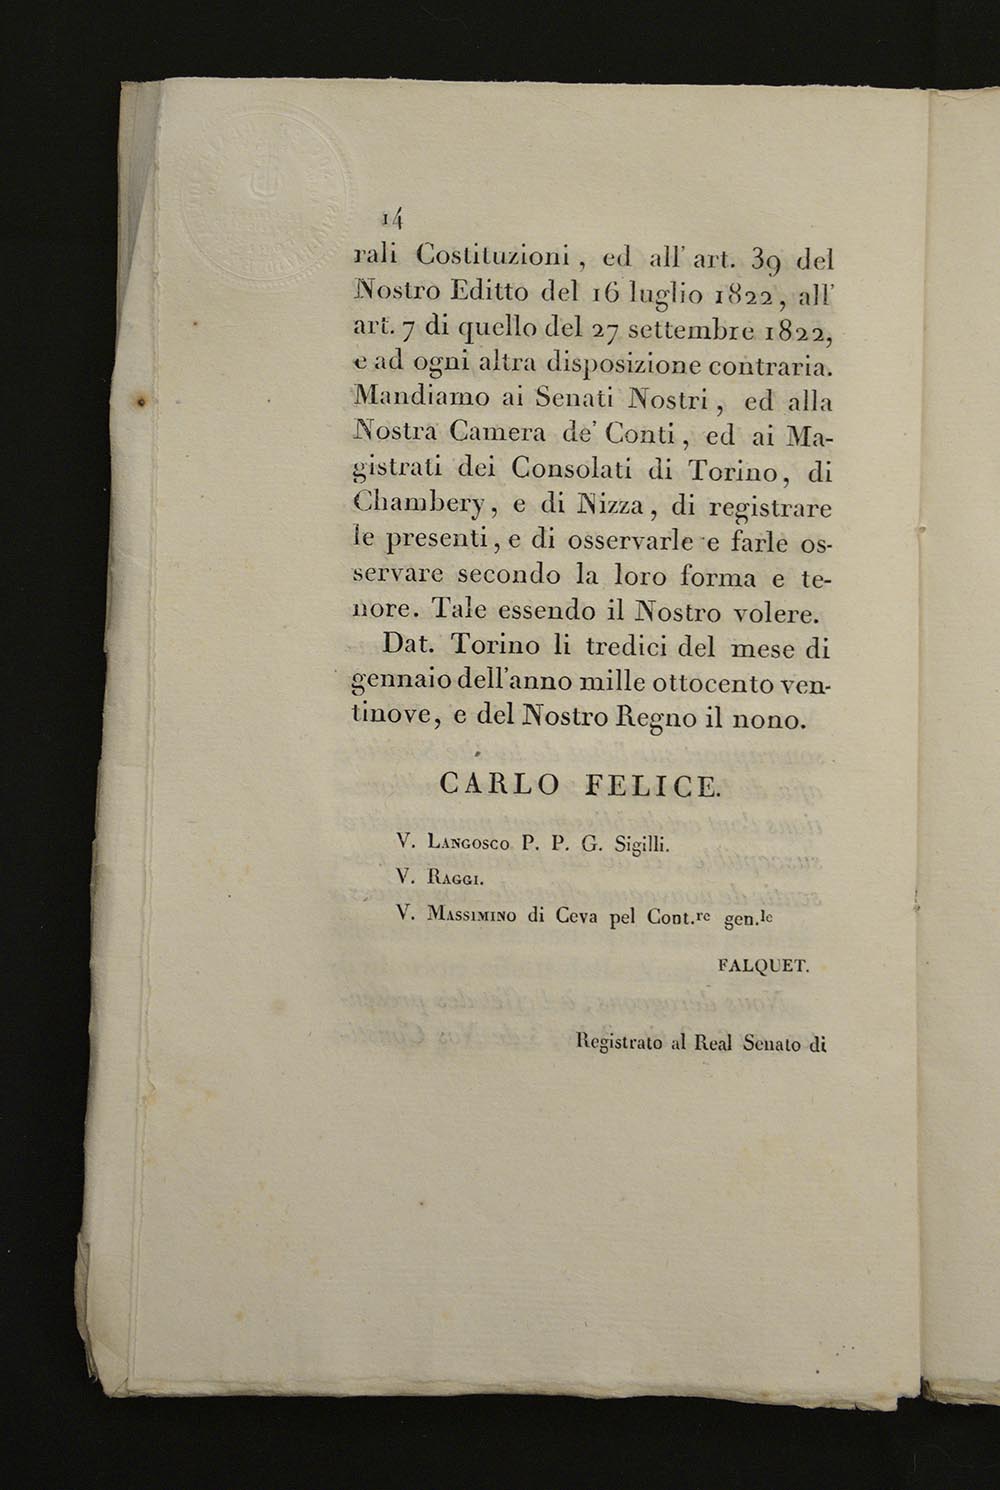 14
rali Costituzioni, ed all' art. 39 del
Nostro Editto del 16 luglio 1822, all'
art. 7 di quello del 27 settembre 1822,
e ad ogni altra disposizione contraria.
Mandiamo ai Senati Nostri, ed alla
Nostra Camera de' Conti, ed ai Ma-
gistrati dei Consolati di Torino, di
Chambery, e di Nizza, di registrare
le presenti, e di osservarle e farle os-
servare secondo la loro forma e te-
nore. Tale essendo il Nostro volere.
Dat. Torino li tredici del mese di
gennaio dell'anno mille ottocento ven-
tinove, e del Nostro Regno il nono.
CARLO FELICE.
V. LANGOSCO P. P. G. Sigilli.
V. RAGGI.
V. MASSIMINO di Ceva pel Cont.re gen.le
FALQUET.
Registrato al Real Senato di